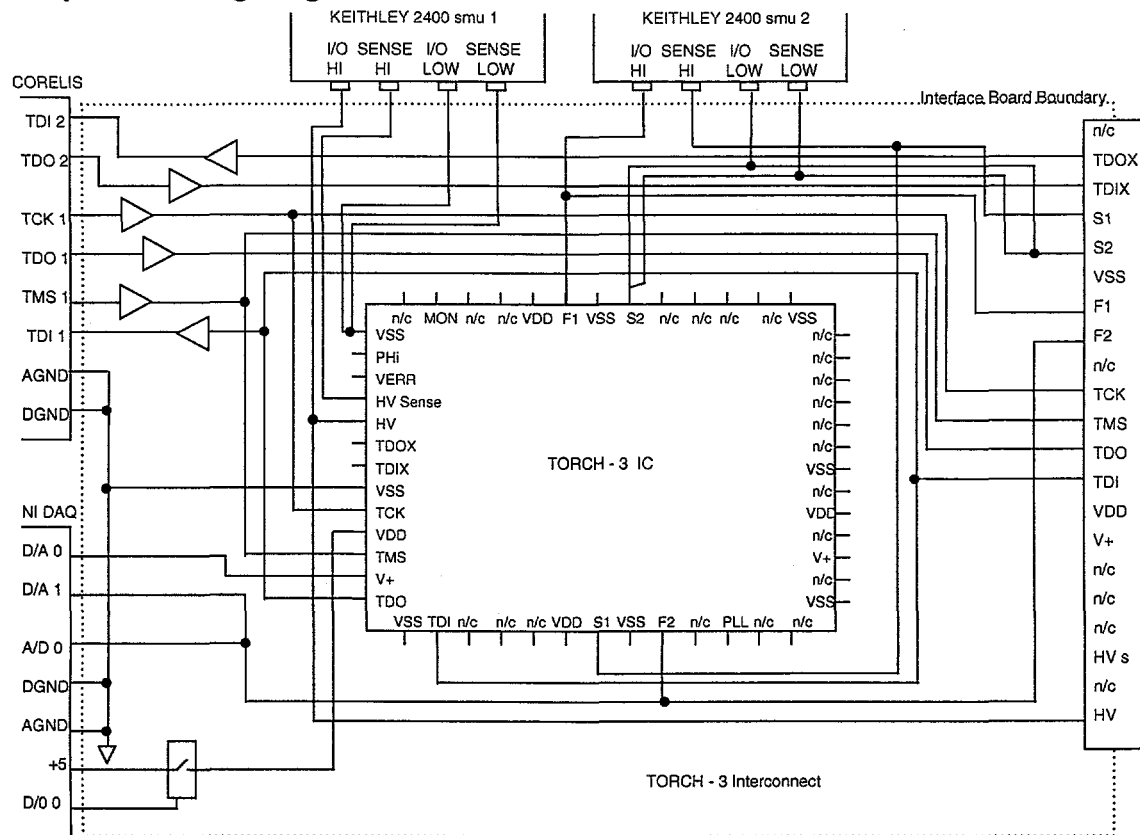 KEITHLEY 2400 smu 1
I/O HI
SENSE HI
I/O LOW
SENSE LOW
KEITHLEY 2400 smu 2
I/O HI
SENSE HI
I/O LOW
SENSE LOW
CORELIS
TDI 2
TDO 2
TCK 1
TDO 1
TMS 1
TDI 1
AGND
DGND
NI DAQ
D/A 0
D/A 1
A/D 0
DGND
AGND
+5
D/0 0
Interface Board Boundary
n/c
TDOX
TDIX
S1
S2
VSS
F1
F2
n/c
TCK
TMS
TDO
TDI
VDD
V+
n/c
n/c
n/c
HV s
n/c
HV
n/c MON n/c n/c VDD F1 VSS S2 n/c n/c n/c n/c VSS
VSS
PHi
VERR
HV Sense
HV
TDOX
TDIX
VSS
TCK
VDD
TMS
V+
TDO
TORCH - 3 IC
n/c
n/c
n/c
n/c
n/c
n/c
VSS
n/c
VDD
n/c
V+
n/c
VSS
VSS TDI n/c n/c n/c VDD S1 VSS F2 n/c PLL n/c n/c
TORCH - 3 Interconnect